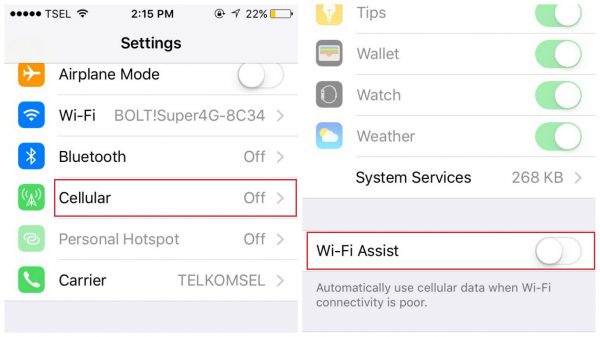 ●●●●● TSEL 2:15 PM 22%
Settings
Airplane Mode
Wi-Fi BOLT!Super4G-8C34
Bluetooth Off
Cellular Off
Personal Hotspot Off
Carrier TELKOMSEL
Tips
Wallet
Watch
Weather
System Services 268 KB
Wi-Fi Assist
Automatically use cellular data when Wi-Fi
connectivity is poor.